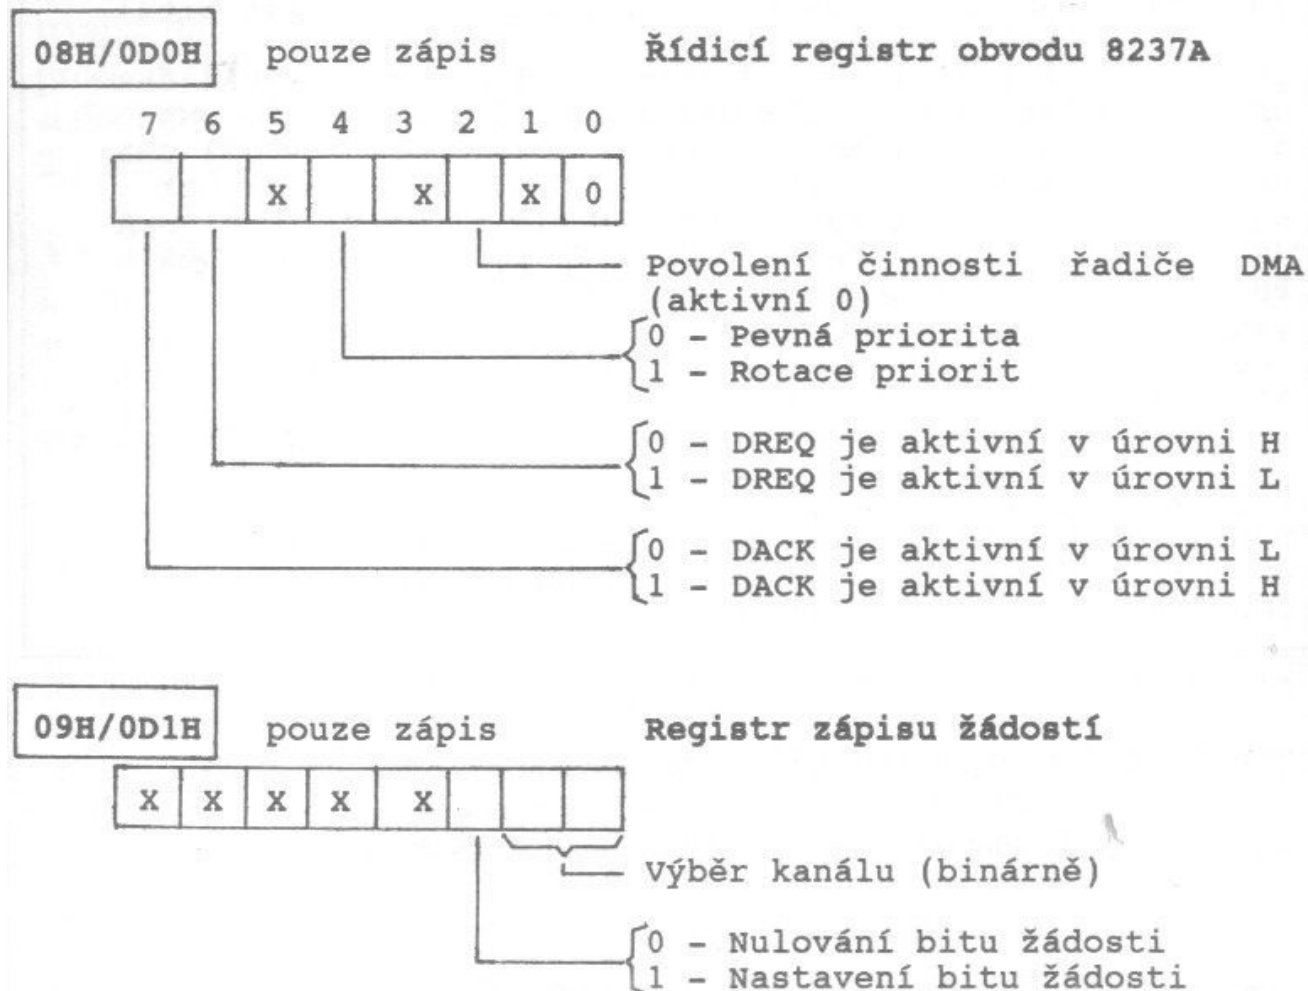 08H/0D0H pouze zápis Řídicí registr obvodu 8237A
7 6 5 4 3 2 1 0
X X X 0
Povolení činnosti řadiče DMA
(aktivní 0)
0 - Pevná priorita
1 - Rotace priorit
0 - DREQ je aktivní v úrovni H
1 - DREQ je aktivní v úrovni L
0 - DACK je aktivní v úrovni L
1 - DACK je aktivní v úrovni H
09H/0D1H pouze zápis Registr zápisu žádostí
X X X X X
Výběr kanálu (binárně)
0 - Nulování bitu žádosti
1 - Nastavení bitu žádosti